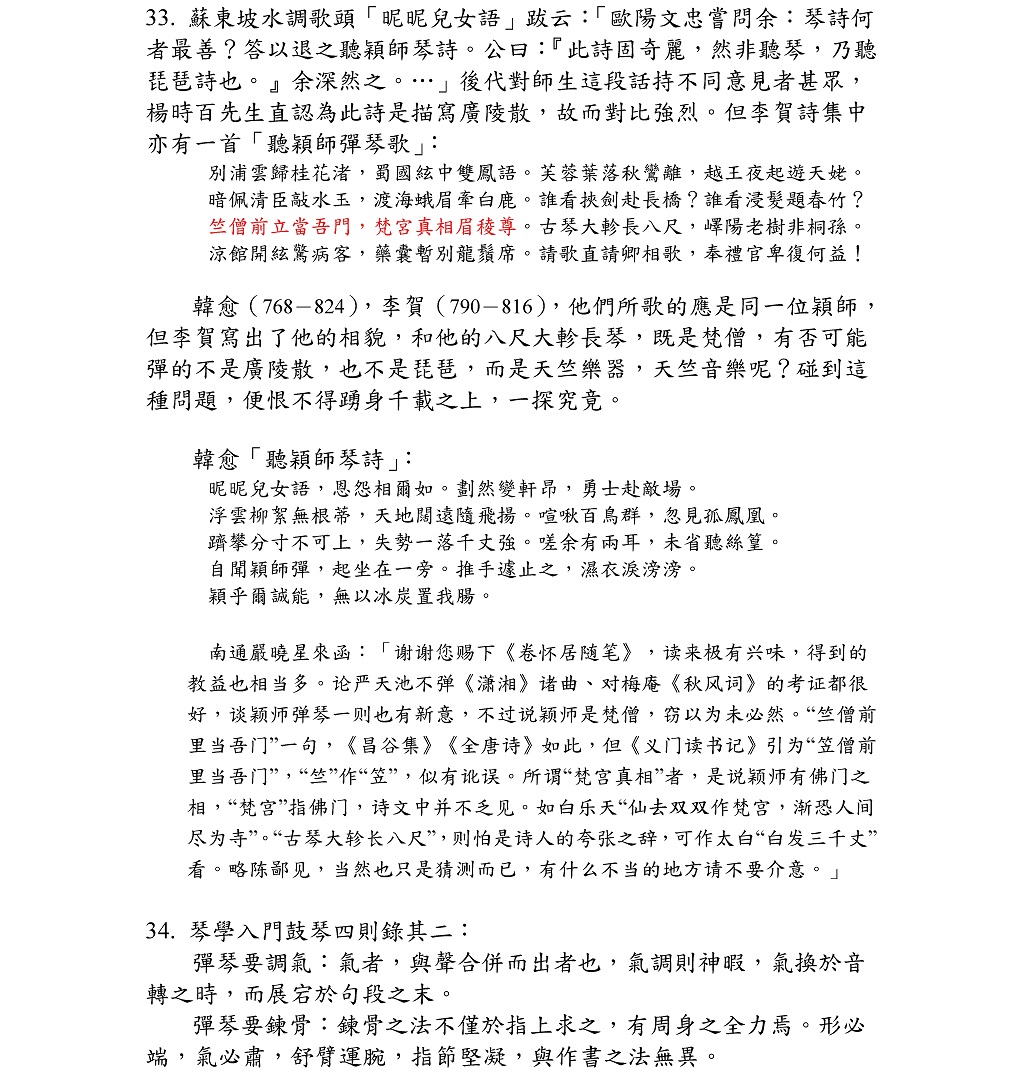 33. 蘇東坡水調歌頭「昵昵兒女語」跋云：「歐陽文忠嘗問余：琴詩何
者最善？答以退之聽穎師琴詩。公曰：『此詩固奇麗，然非聽琴，乃聽
琵琶詩也。』余深然之。…」後代對師生這段話持不同意見者甚眾，
楊時百先生直認為此詩是描寫廣陵散，故而對比強烈。但李賀詩集中
亦有一首「聽穎師彈琴歌」：
別浦雲歸桂花渚，蜀國絃中雙鳳語。芙蓉葉落秋鸞離，越王夜起遊天姥。
暗佩清臣敲水玉，渡海蛾眉牽白鹿。誰看挾劍赴長橋？誰看浸髮題春竹？
竺僧前立當吾門，梵宮真相眉稜尊。古琴大軫長八尺，嶧陽老樹非桐孫。
涼館開絃驚病客，藥囊暫別龍鬚席。請歌直請卿相歌，奉禮官卑復何益！
韓愈（768－824），李賀（790－816），他們所歌的應是同一位穎師，
但李賀寫出了他的相貌，和他的八尺大軫長琴，既是梵僧，有否可能
彈的不是廣陵散，也不是琵琶，而是天竺樂器，天竺音樂呢？碰到這
種問題，便恨不得踴身千載之上，一探究竟。
韓愈「聽穎師琴詩」：
昵昵兒女語，恩怨相爾如。劃然變軒昂，勇士赴敵場。
浮雲柳絮無根蒂，天地闊遠隨飛揚。喧啾百鳥群，忽見孤鳳凰。
躋攀分寸不可上，失勢一落千丈強。嗟余有兩耳，未省聽絲篁。
自聞穎師彈，起坐在一旁。推手遽止之，濕衣淚滂滂。
穎乎爾誠能，無以冰炭置我腸。
南通嚴曉星來函：「谢谢您赐下《卷怀居随笔》，读来极有兴味，得到的
教益也相当多。论严天池不弹《潇湘》诸曲、对梅庵《秋风词》的考证都很
好，谈颖师弹琴一则也有新意，不过说颖师是梵僧，窃以为未必然。“竺僧前
里当吾门”一句，《昌谷集》《全唐诗》如此，但《义门读书记》引为“笠僧前
里当吾门”，“竺”作“笠”，似有讹误。所谓“梵宫真相”者，是说颖师有佛门之
相，“梵宫”指佛门，诗文中并不乏见。如白乐天“仙去双双作梵宫，渐恐人间
尽为寺”。“古琴大轸长八尺”，则怕是诗人的夸张之辞，可作太白“白发三千丈”
看。略陈鄙见，当然也只是猜测而已，有什么不当的地方请不要介意。」
34. 琴學入門鼓琴四則錄其二：
彈琴要調氣：氣者，與聲合併而出者也，氣調則神暇，氣換於音
轉之時，而展宕於句段之末。
彈琴要鍊骨：鍊骨之法不僅於指上求之，有周身之全力焉。形必
端，氣必肅，舒臂運腕，指節堅凝，與作書之法無異。